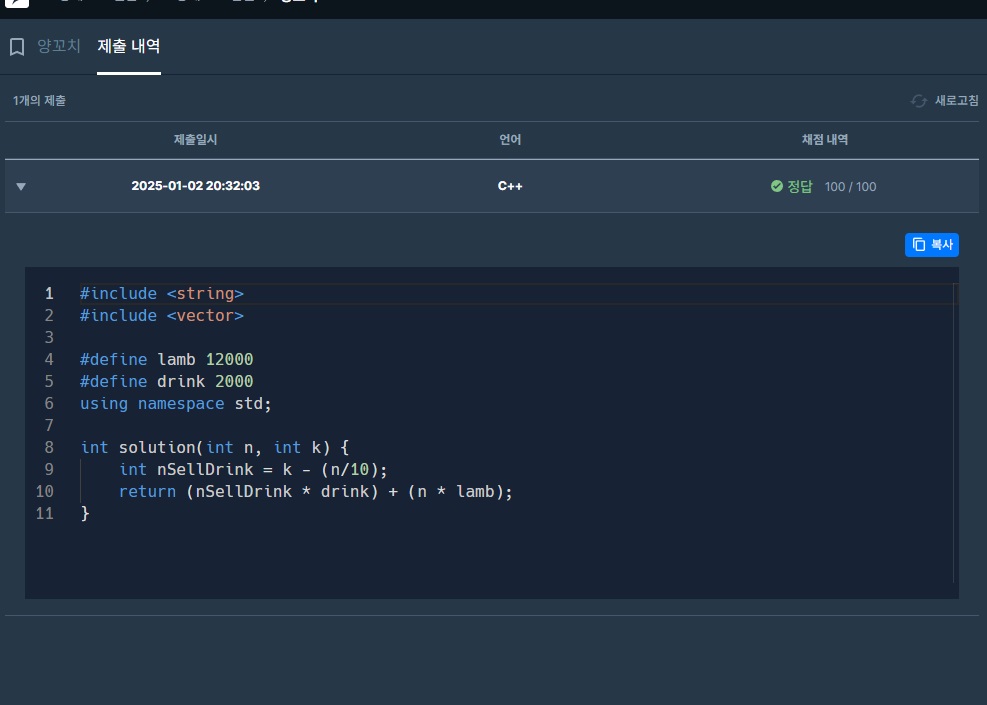 양꼬치 제출 내역
1개의 제출 새로고침
제출일시 언어 채점 내역
2025-01-02 20:32:03 C++ 정답 100 / 100
복사
1 #include <string>
2 #include <vector>
3
4 #define lamb 12000
5 #define drink 2000
6 using namespace std;
7
8 int solution(int n, int k) {
9     int nSellDrink = k - (n/10);
10     return (nSellDrink * drink) + (n * lamb);
11 }